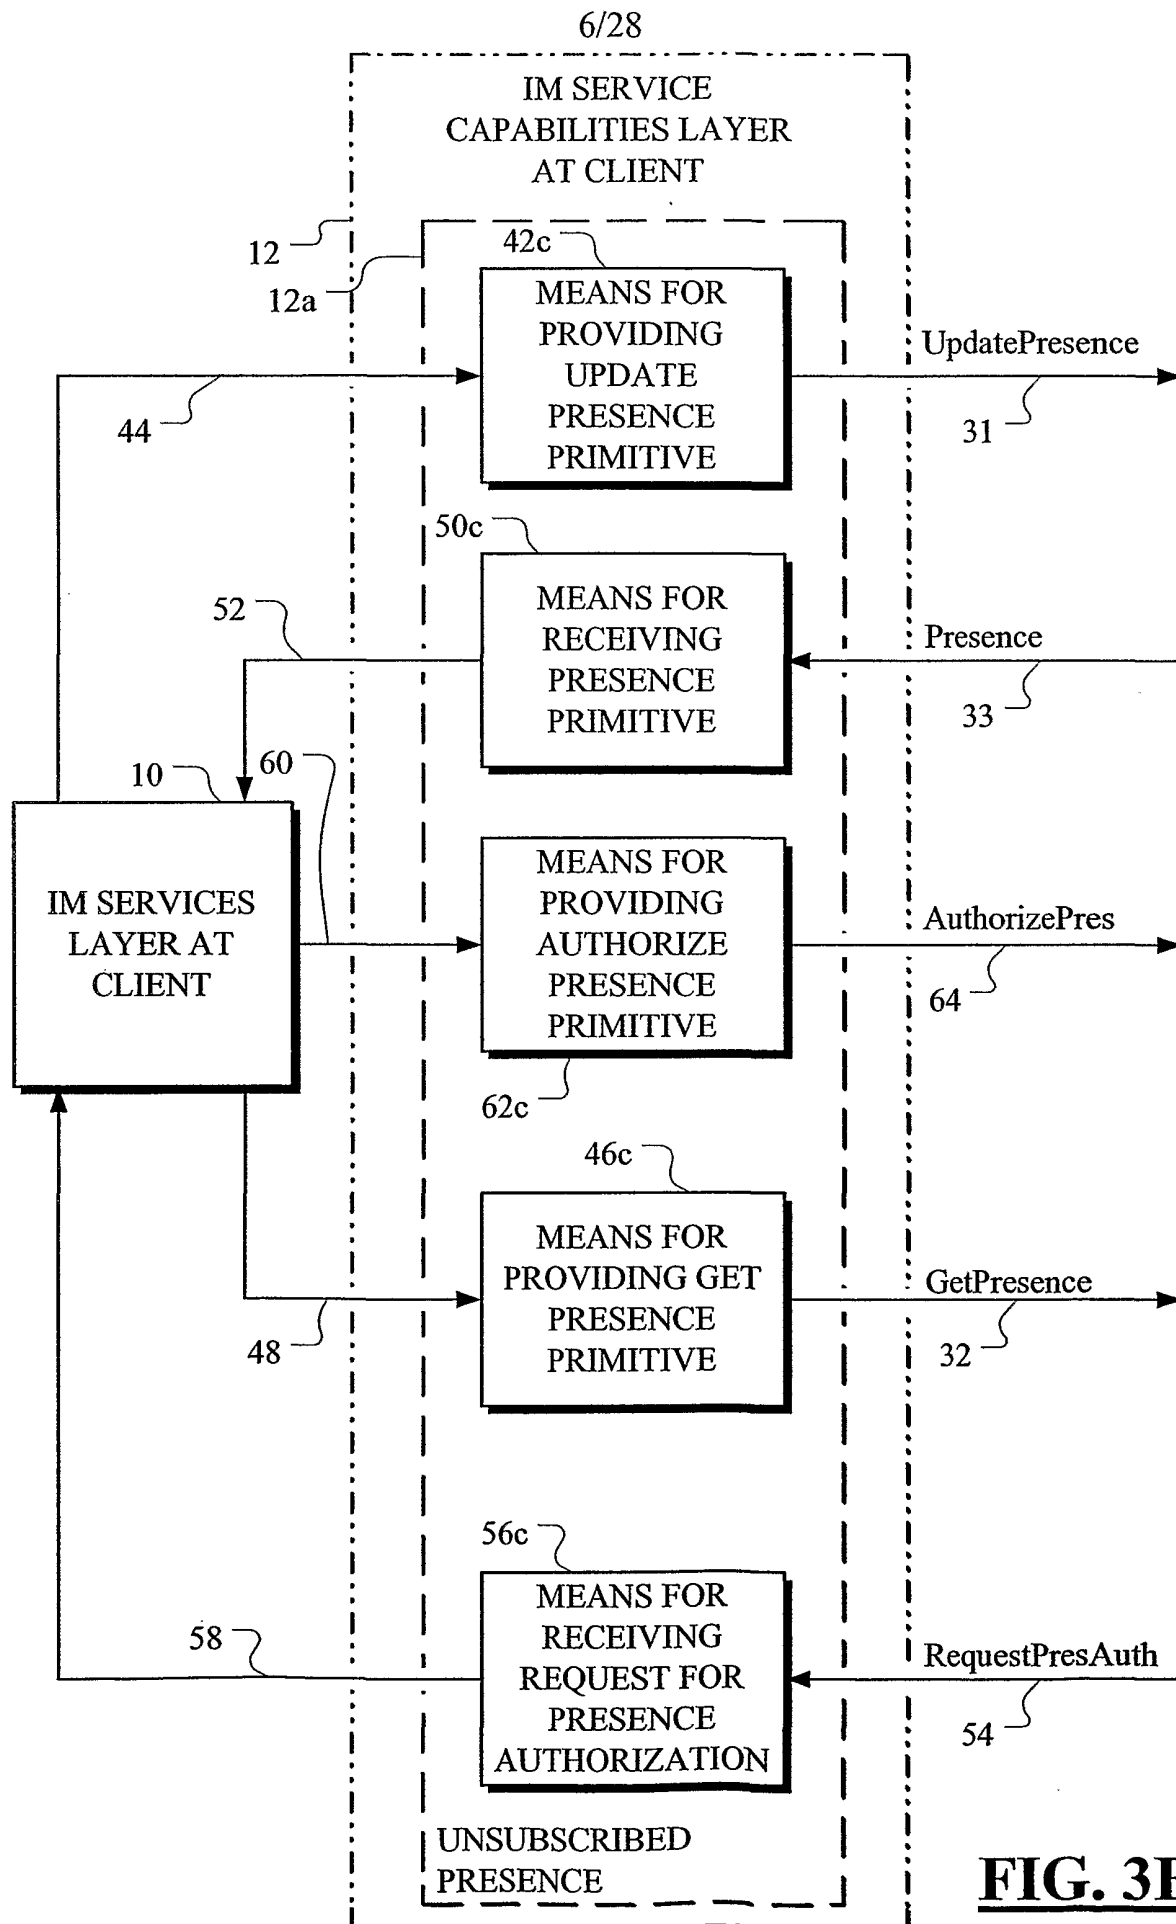 6/28
IM SERVICE
CAPABILITIES LAYER
AT CLIENT
12
12a
42c
MEANS FOR
PROVIDING
UPDATE
PRESENCE
PRIMITIVE
UpdatePresence
44
31
50c
52
MEANS FOR
RECEIVING
PRESENCE
PRIMITIVE
Presence
33
10
60
IM SERVICES
LAYER AT
CLIENT
MEANS FOR
PROVIDING
AUTHORIZE
PRESENCE
PRIMITIVE
AuthorizePres
64
62c
46c
MEANS FOR
PROVIDING GET
PRESENCE
PRIMITIVE
GetPresence
48
32
56c
58
MEANS FOR
RECEIVING
REQUEST FOR
PRESENCE
AUTHORIZATION
RequestPresAuth
54
UNSUBSCRIBED
PRESENCE
FIG. 3